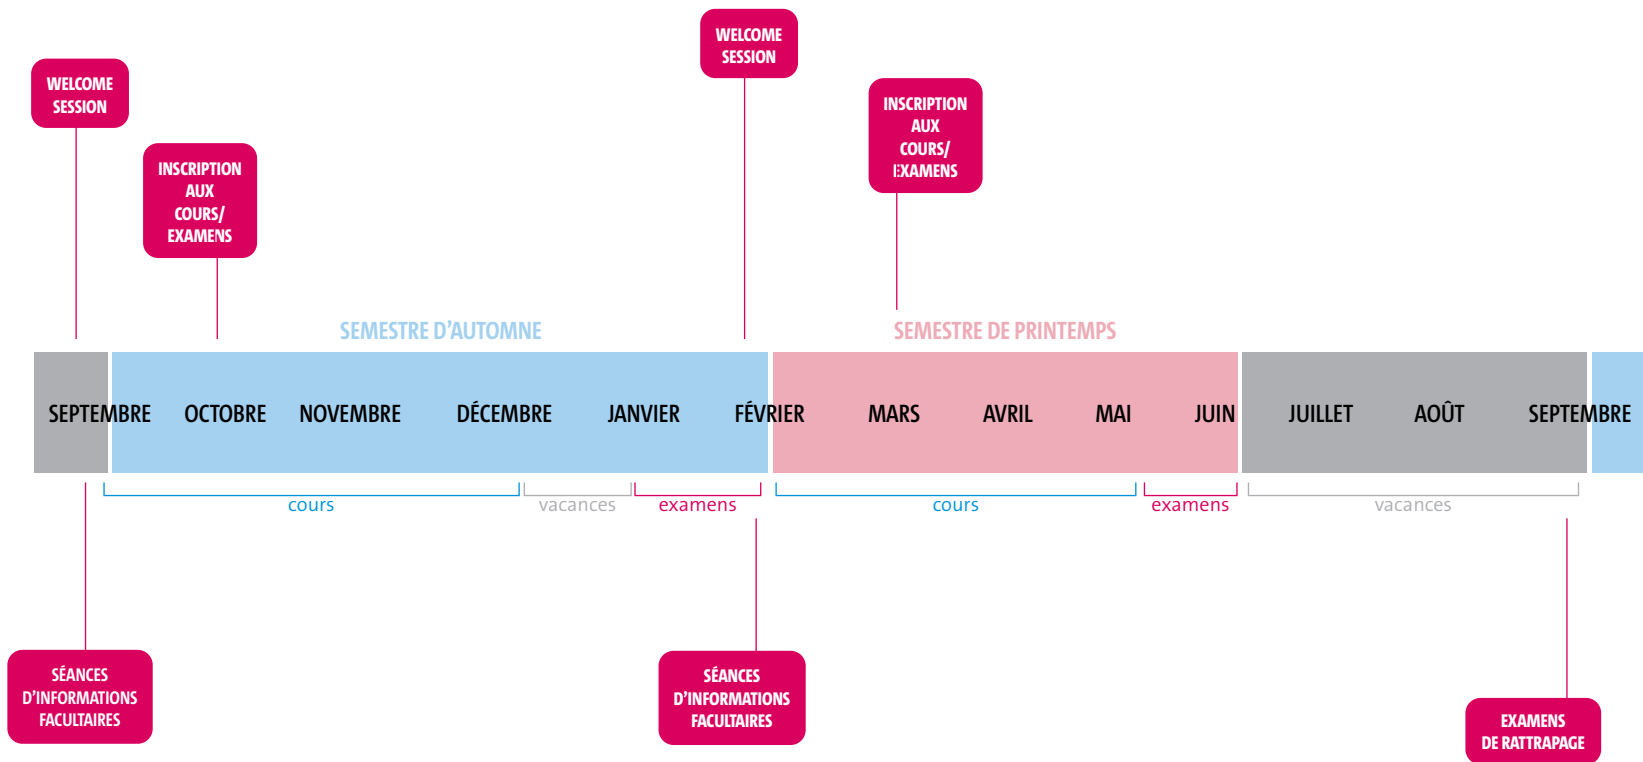 WELCOME
SESSION
WELCOME
SESSION
INSCRIPTION
AUX
COURS/
EXAMENS
INSCRIPTION
AUX
COURS/
EXAMENS
SEMESTRE D'AUTOMNE
SEMESTRE DE PRINTEMPS
SEPTEMBRE OCTOBRE NOVEMBRE DÉCEMBRE JANVIER FÉVRIER MARS AVRIL MAI JUIN JUILLET AOÛT SEPTEMBRE
cours vacances examens cours examens vacances
SÉANCES
D'INFORMATIONS
FACULTAIRES
SÉANCES
D'INFORMATIONS
FACULTAIRES
EXAMENS
DE RATTRAPAGE